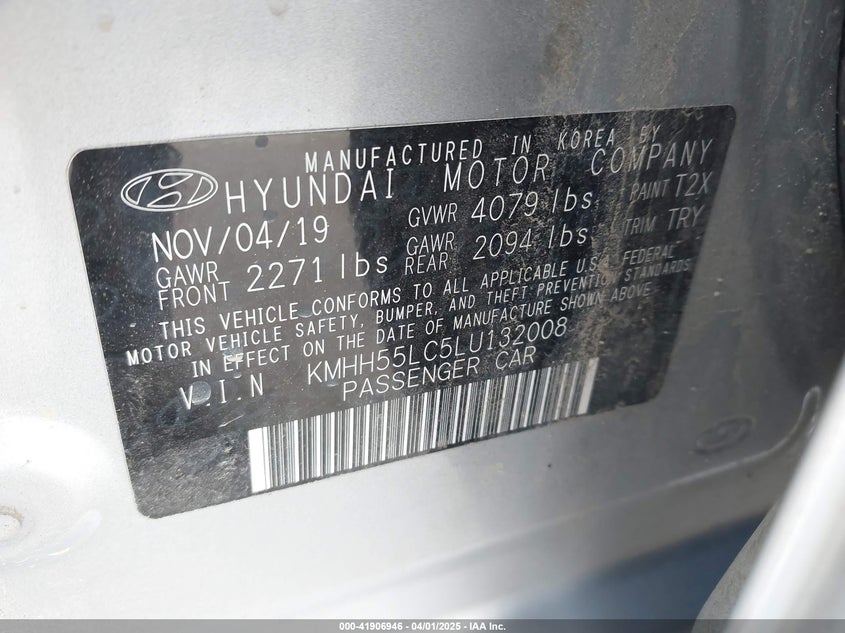 MANUFACTURED IN KOREA BY
HYUNDAI MOTOR COMPANY
NOV/04/19 GVWR 4079 lbs PAINT T2X
GAWR FRONT 2271 lbs GAWR REAR 2094 lbs TRIM TRY
THIS VEHICLE CONFORMS TO ALL APPLICABLE U.S. FEDERAL
MOTOR VEHICLE SAFETY, BUMPER, AND THEFT PREVENTION STANDARDS
IN EFFECT ON THE DATE OF MANUFACTURE SHOWN ABOVE
V.I.N KMHH55LC5LU132008
PASSENGER CAR
000-41906946 - 04/01/2025 - IAA Inc.